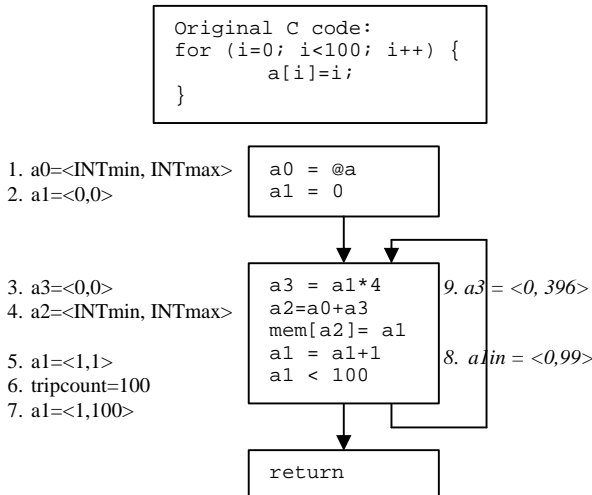 Original C code:
for (i=0; i<100; i++) {
a[i]=i;
}
1. a0=<INTmin, INTmax>
2. a1=<0,0>
a0 = @a
a1 = 0
3. a3=<0,0>
4. a2=<INTmin, INTmax>
5. a1=<1,1>
6. tripcount=100
7. a1=<1,100>
a3 = a1*4
a2=a0+a3
mem[a2]= a1
a1 = a1+1
a1 < 100
9. a3 = <0, 396>
8. a1in = <0,99>
return